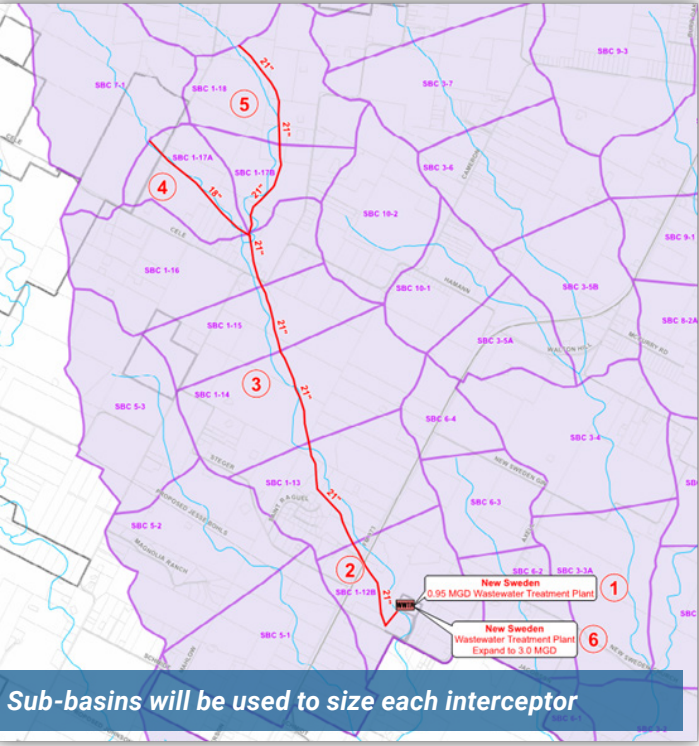 SBC 9-3
21"
SBC 7-1
SBC 1-18
SBC 3-7
5
21"
CELE
SBC 1-17A
SBC 3-6
CAMERON
SBC 1-17B
4
18"
21"
SBC 10-2
CELE
21"
SBC 9-1
SBC 1-16
HAMANN
SBC 10-1
SBC 3-5B
SBC 8-2A
SBC 1-15
21"
SBC 3-5A
WALTON HILL
MCCURRY RD
3
SBC 1-14
21"
SBC 5-3
SBC 6-4
SBC 3-4
STEGER
NEW SWEDEN
SBC 1-13
21"
SBC 6-3
PROPOSED JESSE BOHLS
SBC 5-2
MAGNOLIA RANCH
2
SBC 6-2
SBC 3-3A
New Sweden
0.95 MGD Wastewater Treatment Plant
1
SBC 1-12B
21"
WWTP
New Sweden
Wastewater Treatment Plant
Expand to 3.0 MGD
6
SBC 5-1
NEW SWEDEN
Sub-basins will be used to size each interceptor